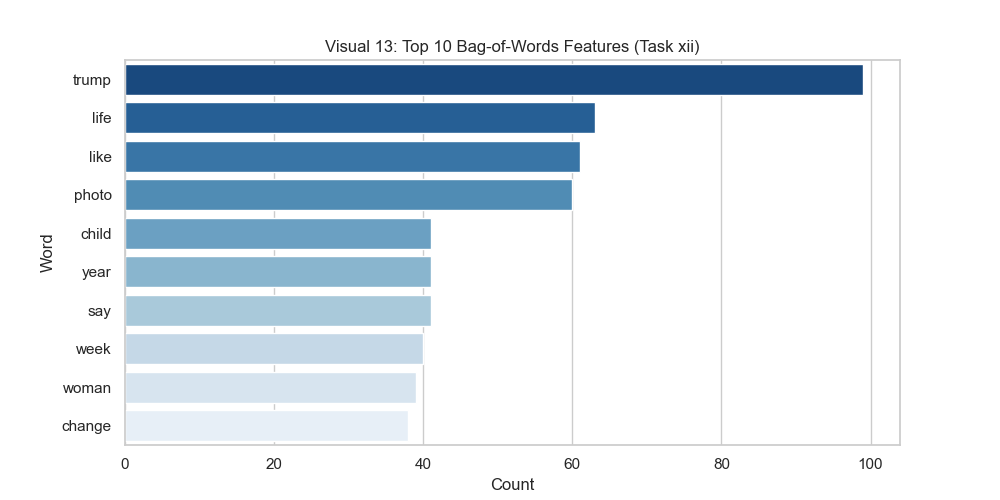 Visual 13: Top 10 Bag-of-Words Features (Task xii)
Word
trump
life
like
photo
child
year
say
week
woman
change
0 20 40 60 80 100
Count